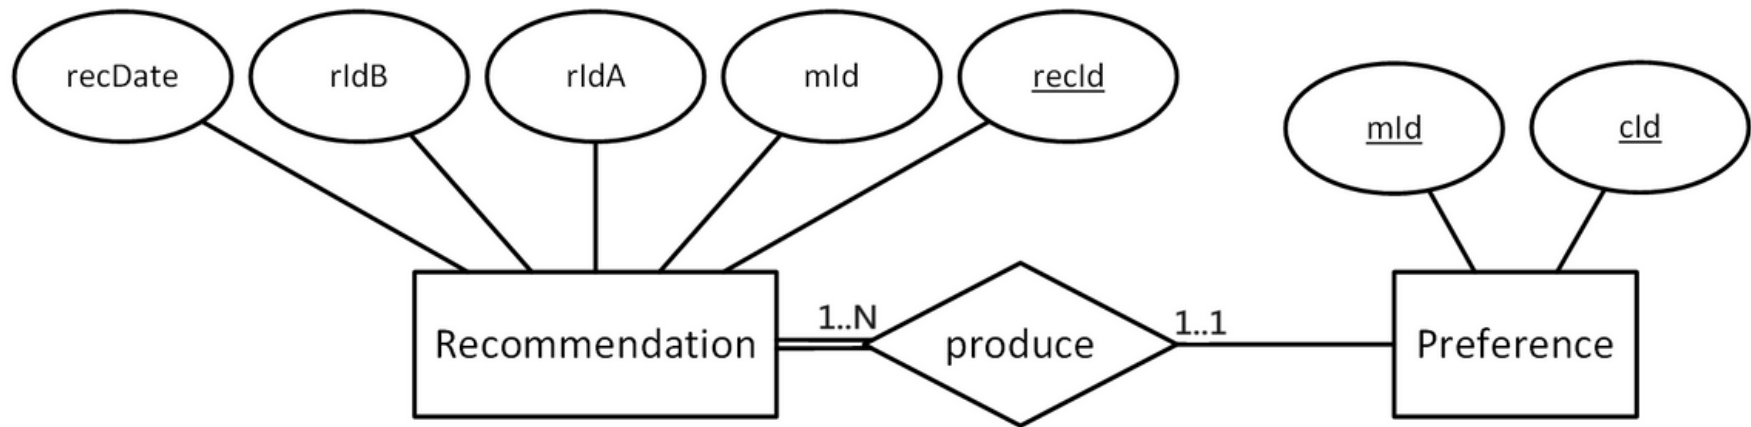 recDate
rIdB
rIdA
mId
recId
mId
cId
1..N
1..1
Recommendation
produce
Preference